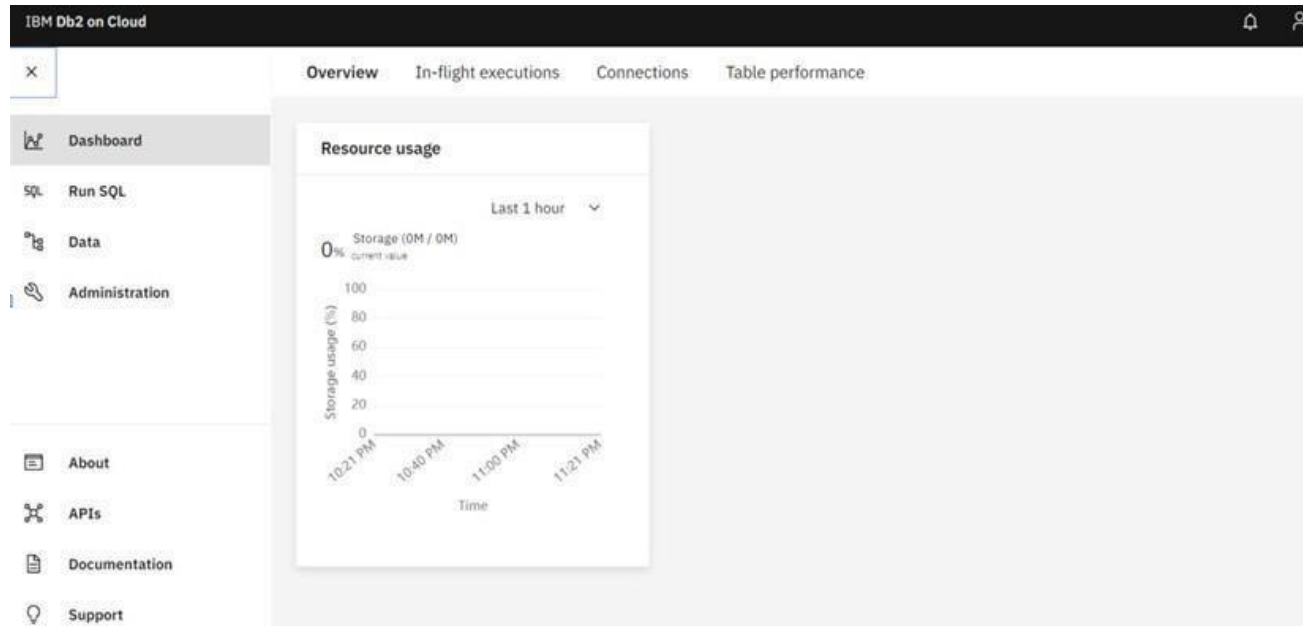 IBM Db2 on Cloud
Overview In-flight executions Connections Table performance
Dashboard
SQL Run SQL
Data
Administration
About
APIs
Documentation
Support
Resource usage
Last 1 hour
0% Storage (0M / 0M)
current value
Storage usage (%)
100
80
60
40
20
0
10:21 PM 10:40 PM 11:00 PM 11:21 PM
Time